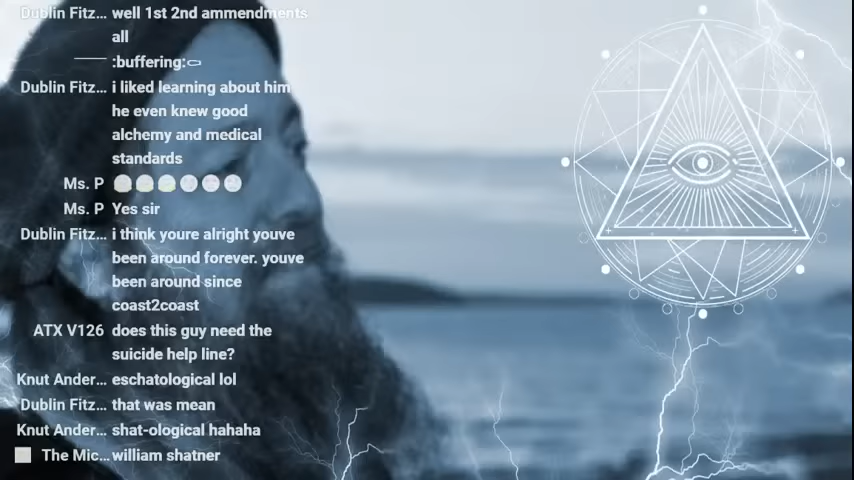 Dublin Fitz... well 1st 2nd ammendments
all
:buffering:
Dublin Fitz... i liked learning about him
he even knew good
alchemy and medical
standards
Ms. P
Ms. P Yes sir
Dublin Fitz... i think youre alright youve
been around forever. youve
been around since
coast2coast
ATX V126 does this guy need the
suicide help line?
Knut Ander... eschatological lol
Dublin Fitz... that was mean
Knut Ander... shat-ological hahaha
The Mic... william shatner